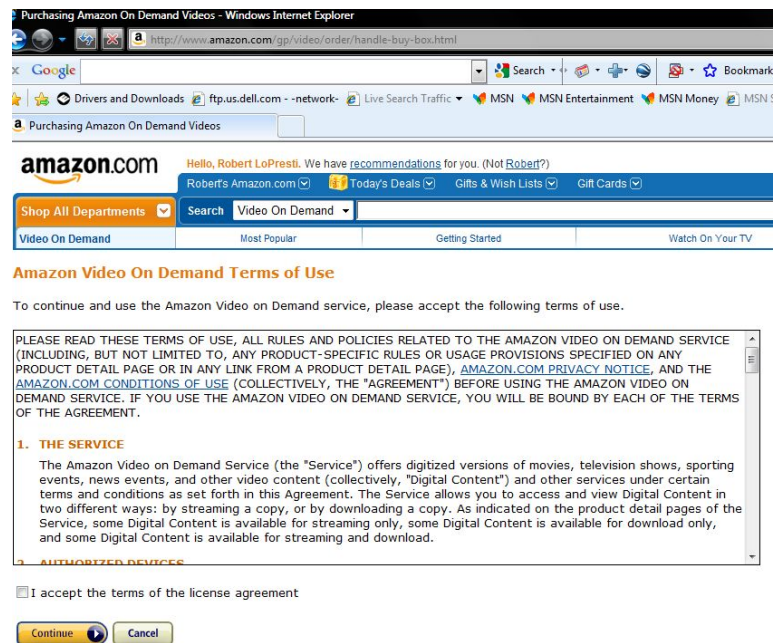 Purchasing Amazon On Demand Videos - Windows Internet Explorer
a http://www.amazon.com/gp/video/order/handle-buy-box.html
x Google Search Bookmark
Drivers and Downloads ftp.us.dell.com - -network- Live Search Traffic MSN MSN Entertainment MSN Money MSN
a Purchasing Amazon On Demand Videos
amazon.com Hello, Robert LoPresti. We have recommendations for you. (Not Robert?)
Robert's Amazon.com Today's Deals Gifts & Wish Lists Gift Cards
Shop All Departments Search Video On Demand
Video On Demand Most Popular Getting Started Watch On Your TV
Amazon Video On Demand Terms of Use
To continue and use the Amazon Video on Demand service, please accept the following terms of use.
PLEASE READ THESE TERMS OF USE, ALL RULES AND POLICIES RELATED TO THE AMAZON VIDEO ON DEMAND SERVICE
(INCLUDING, BUT NOT LIMITED TO, ANY PRODUCT-SPECIFIC RULES OR USAGE PROVISIONS SPECIFIED ON ANY
PRODUCT DETAIL PAGE OR IN ANY LINK FROM A PRODUCT DETAIL PAGE), AMAZON.COM PRIVACY NOTICE, AND THE
AMAZON.COM CONDITIONS OF USE (COLLECTIVELY, THE "AGREEMENT") BEFORE USING THE AMAZON VIDEO ON
DEMAND SERVICE. IF YOU USE THE AMAZON VIDEO ON DEMAND SERVICE, YOU WILL BE BOUND BY EACH OF THE TERMS
OF THE AGREEMENT.
1. THE SERVICE
The Amazon Video on Demand Service (the "Service") offers digitized versions of movies, television shows, sporting
events, news events, and other video content (collectively, "Digital Content") and other services under certain
terms and conditions as set forth in this Agreement. The Service allows you to access and view Digital Content in
two different ways: by streaming a copy, or by downloading a copy. As indicated on the product detail pages of the
Service, some Digital Content is available for streaming only, some Digital Content is available for download only,
and some Digital Content is available for streaming and download.
2. AUTHORIZED DEVICES
I accept the terms of the license agreement
Continue Cancel